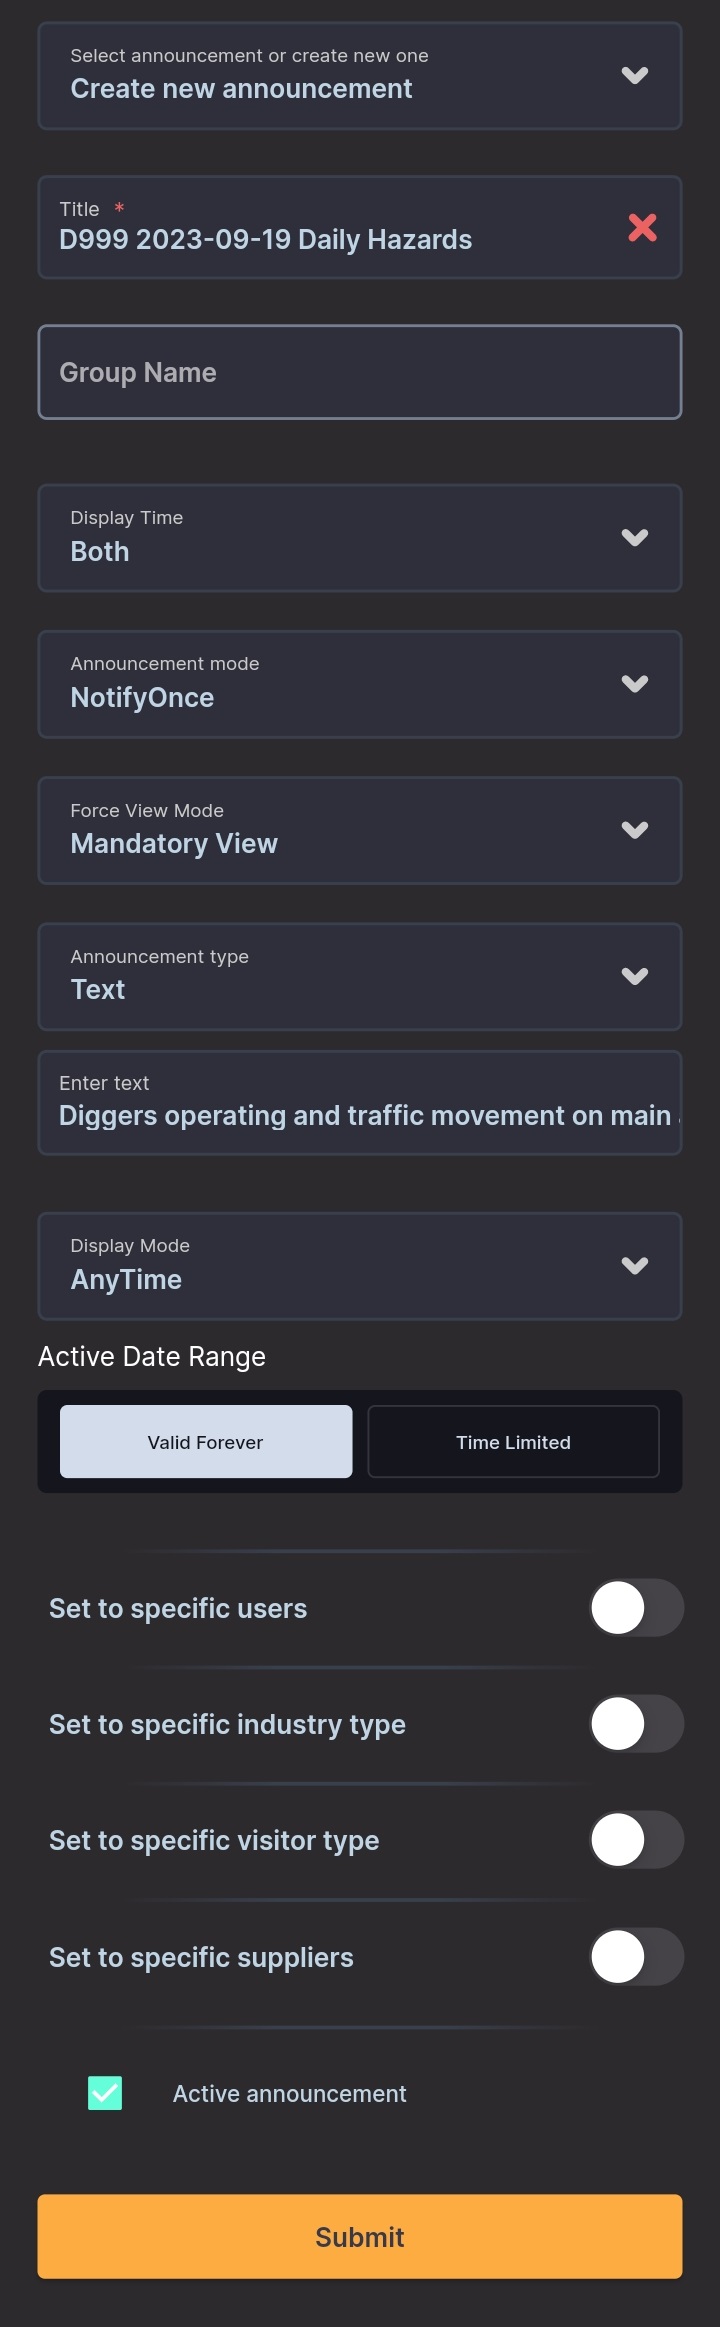 Select announcement or create new one
Create new announcement
Title *
D999 2023-09-19 Daily Hazards
Group Name
Display Time
Both
Announcement mode
NotifyOnce
Force View Mode
Mandatory View
Announcement type
Text
Enter text
Diggers operating and traffic movement on main
Display Mode
AnyTime
Active Date Range
Valid Forever
Time Limited
Set to specific users
Set to specific industry type
Set to specific visitor type
Set to specific suppliers
Active announcement
Submit